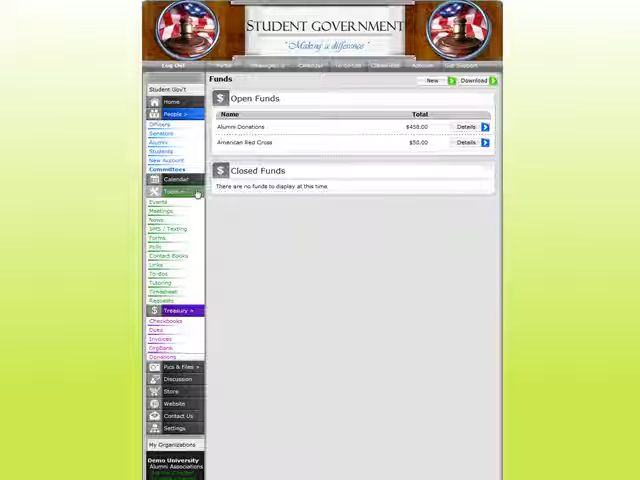 STUDENT GOVERNMENT
"Making a difference"
Log Out
Calendar
Get Support
Funds
New
Download
Student Gov't
Home
People >
Officers
Senators
Alumni
Students
New Account
Committees
Calendar
Tools >
Events
Meetings
News
SMS / Texting
Forms
Polls
Contact Books
Links
To-Dos
Tutoring
Timesheet
Requests
Treasury >
Checkbooks
Dues
Invoices
OrgBank
Donations
Pics & Files >
Discussion
Store
Website
Contact Us
Settings
My Organizations
Demo University
Alumni Associations
$ Open Funds
Name Total
Alumni Donations $458.00 Details
American Red Cross $50.00 Details
$ Closed Funds
There are no funds to display at this time.